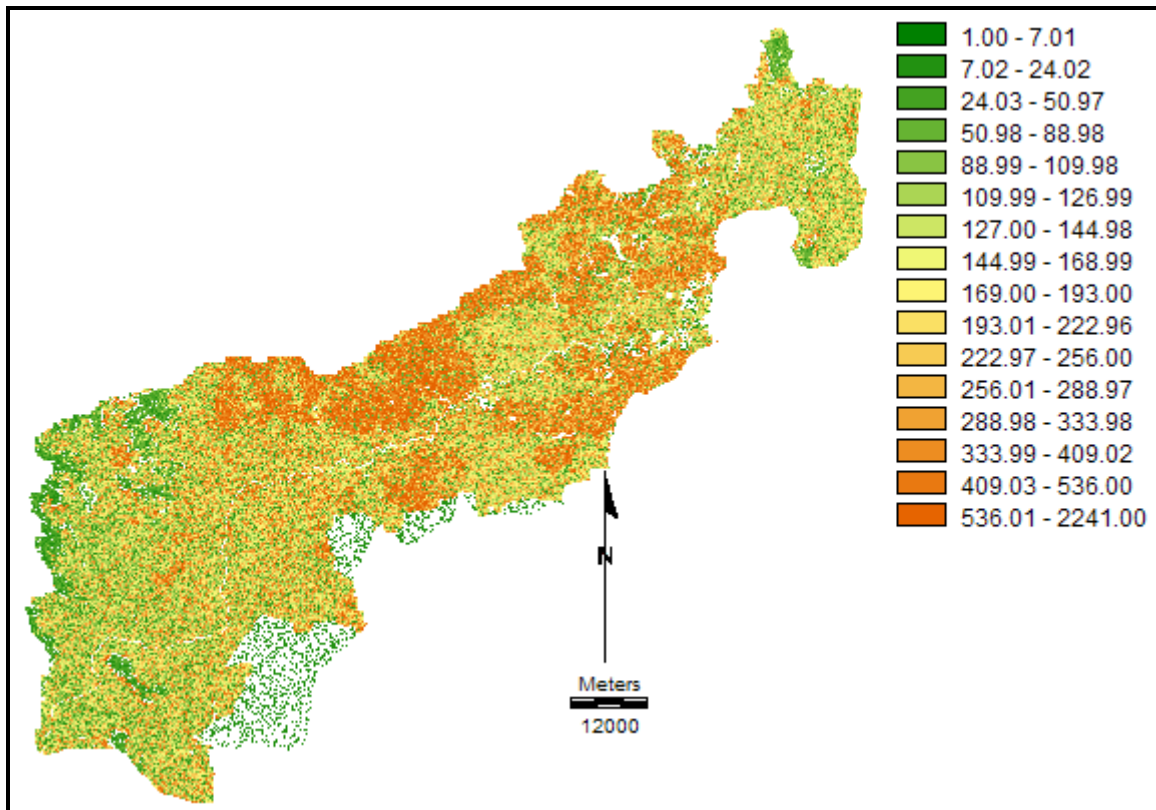 1.00 - 7.01
7.02 - 24.02
24.03 - 50.97
50.98 - 88.98
88.99 - 109.98
109.99 - 126.99
127.00 - 144.98
144.99 - 168.99
169.00 - 193.00
193.01 - 222.96
222.97 - 256.00
256.01 - 288.97
288.98 - 333.98
333.99 - 409.02
409.03 - 536.00
536.01 - 2241.00
N
Meters
12000